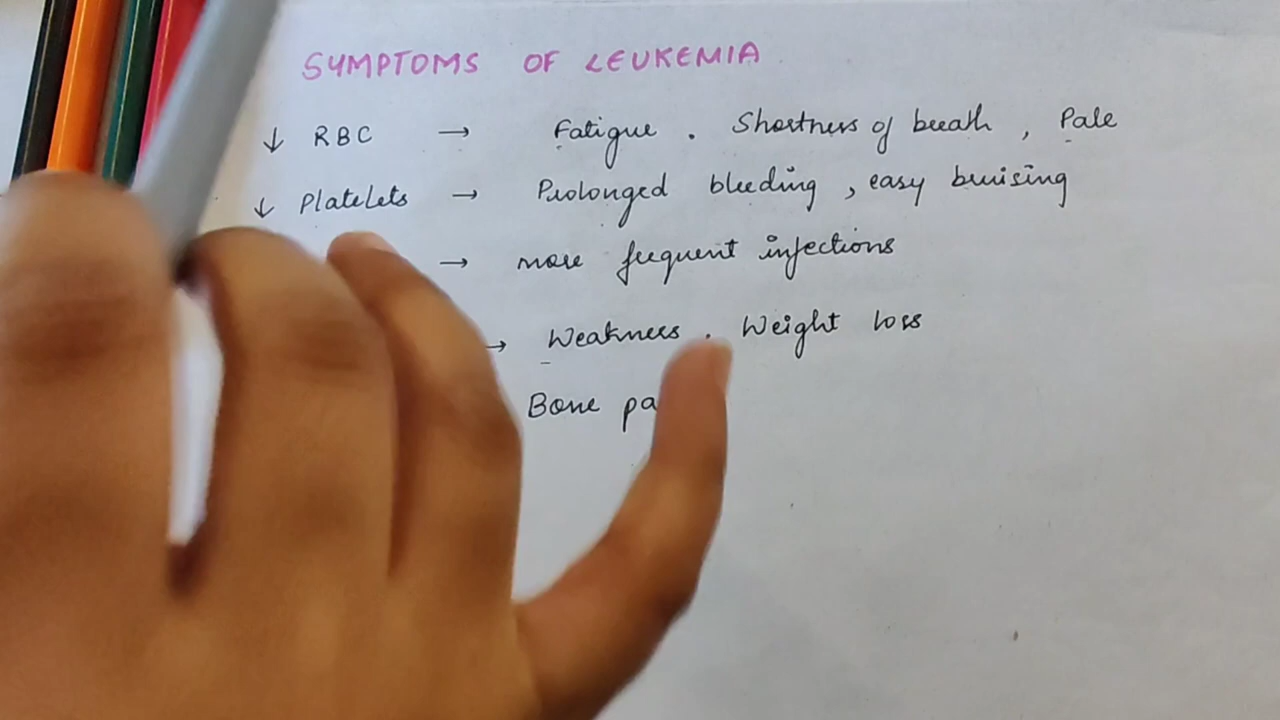 SYMPTOMS OF LEUKEMIA
↓ RBC → Fatigue . Shortness of breath , Pale
↓ Platelets → Prolonged bleeding , easy bruising
→ more frequent infections
→ Weakness . Weight loss
Bone